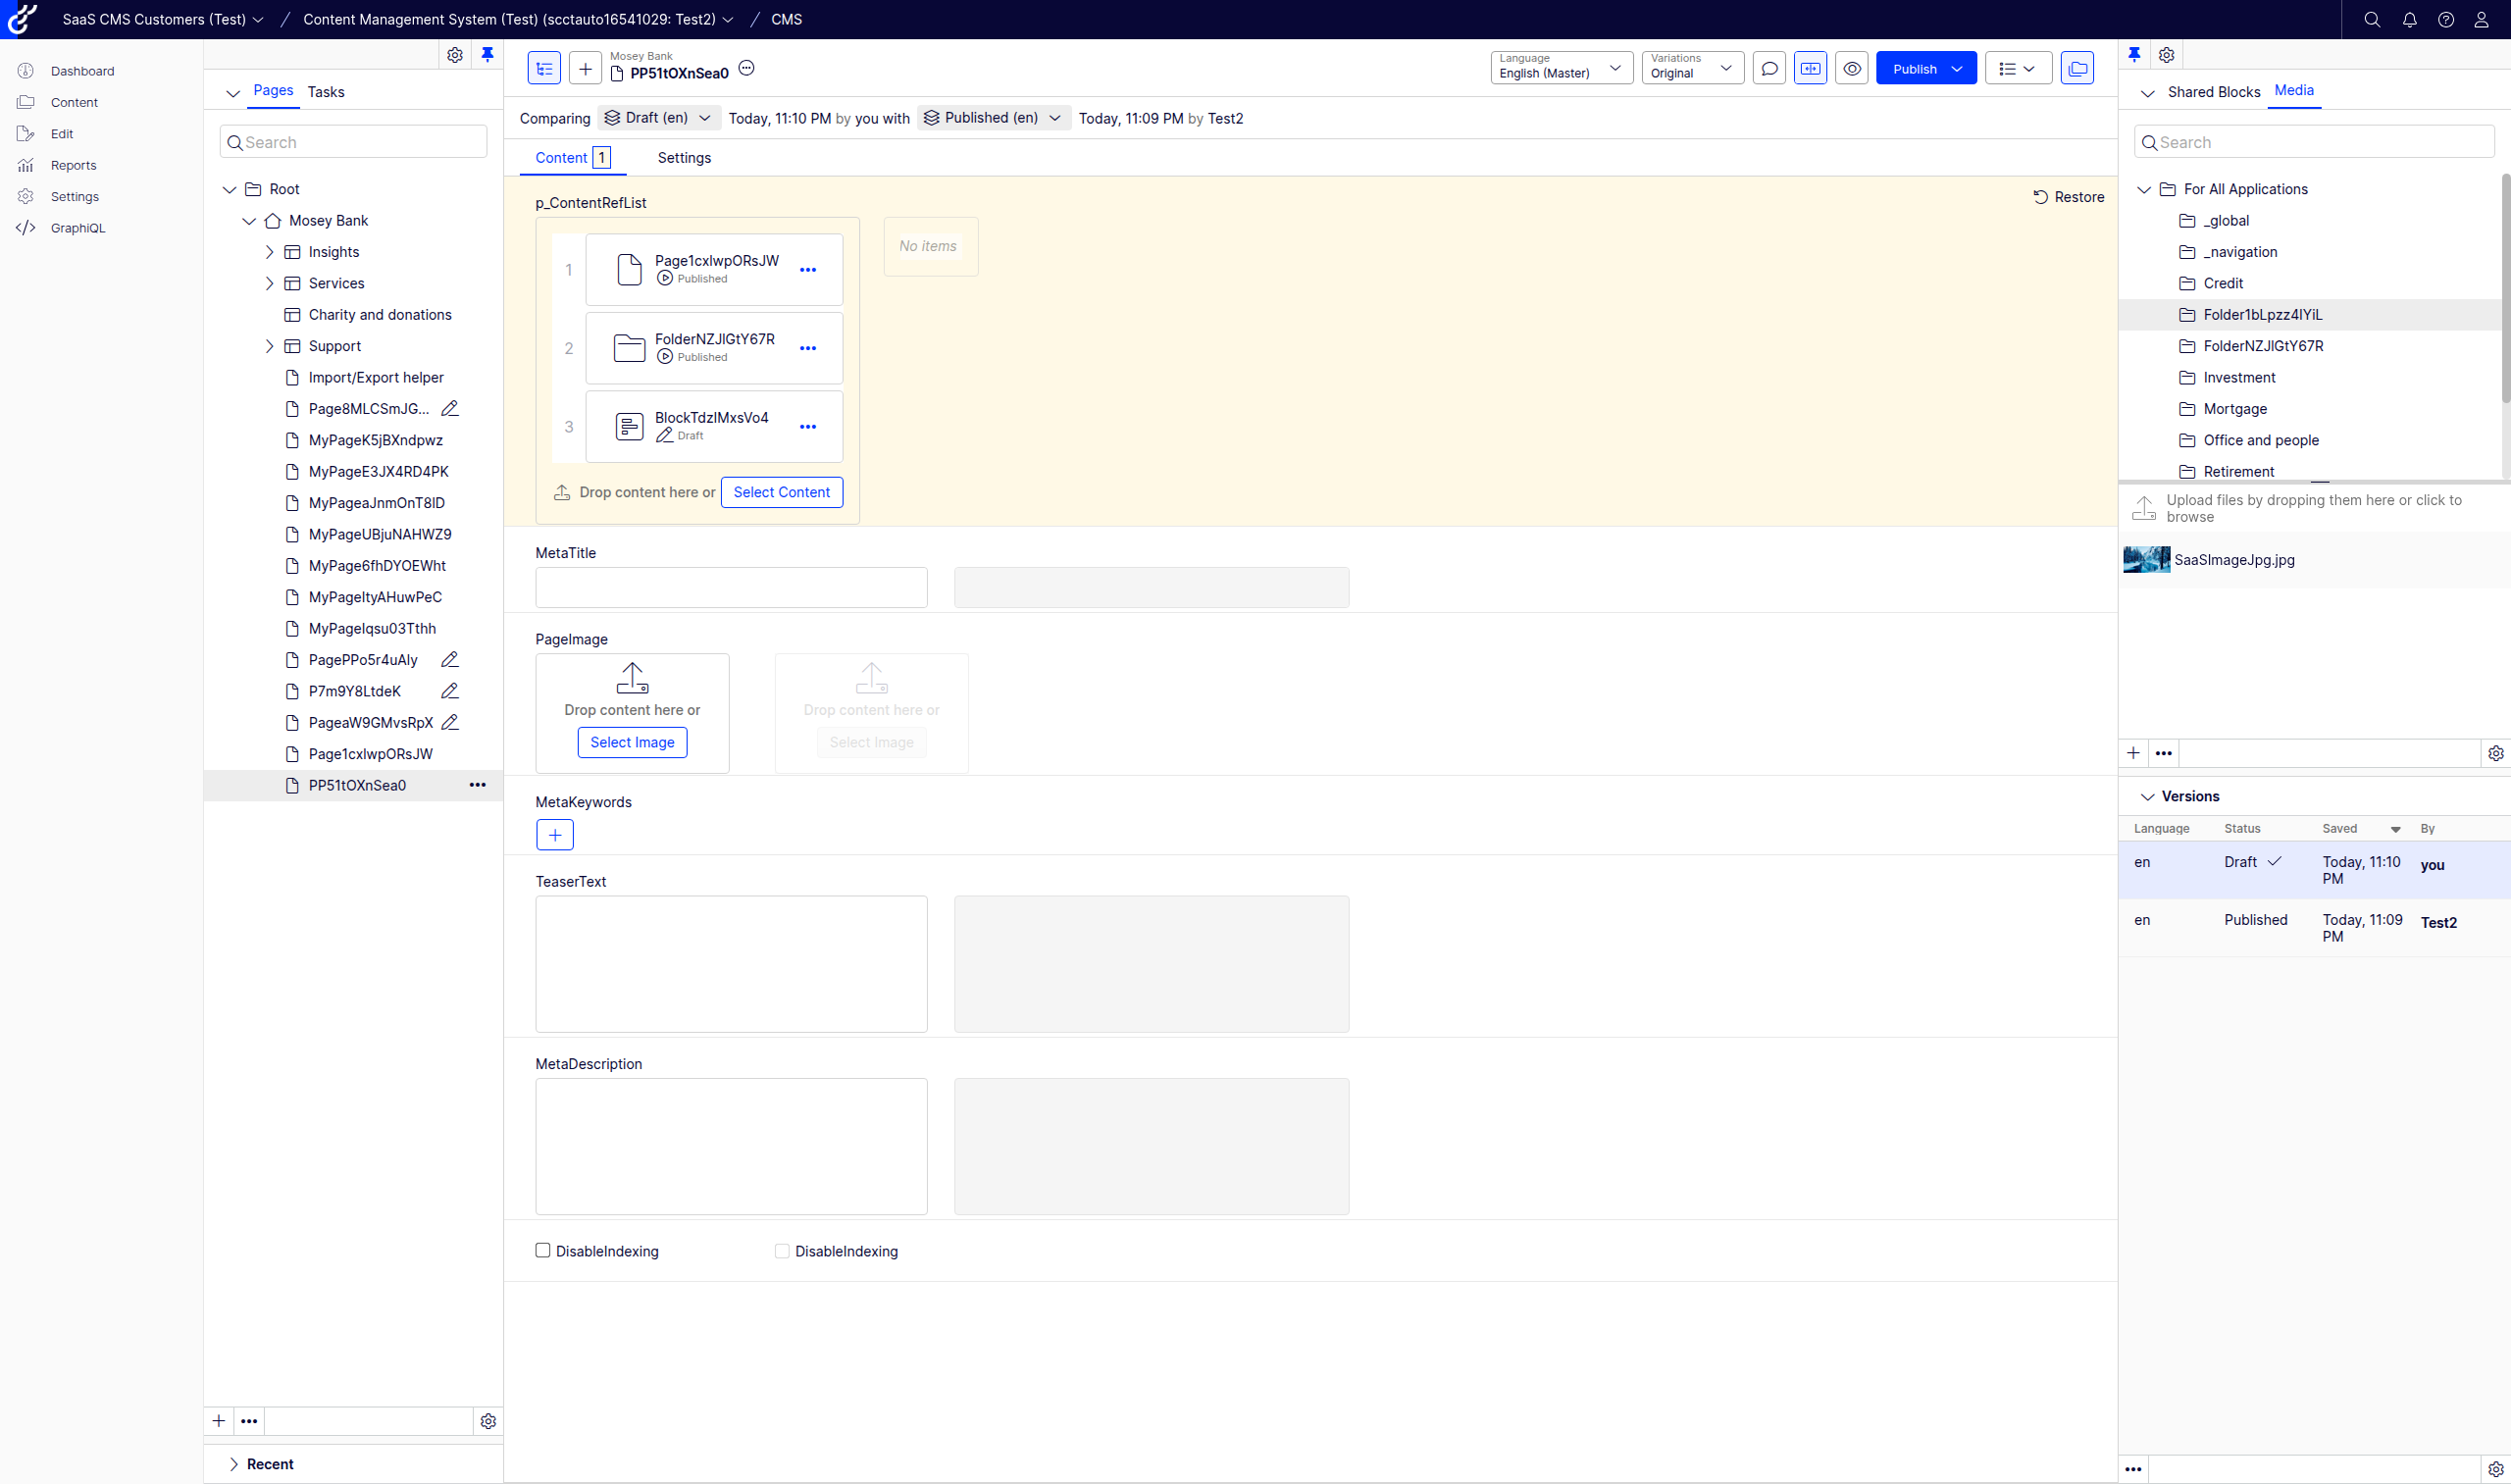 SaaS CMS Customers (Test) / Content Management System (Test) (scctauto16541029: Test2) / CMS
Dashboard
Content
Edit
Reports
Settings
GraphiQL
Pages Tasks
Search
Root
Mosey Bank
Insights
Services
Charity and donations
Support
Import/Export helper
Page8MLCSmJG...
MyPageK5jBXndpwz
MyPageE3JX4RD4PK
MyPageaJnmOnT8ID
MyPageUBjuNAHWZ9
MyPage6fhDYOEWht
MyPageItyAHuwPeC
MyPageIqsu03Tthh
PagePPo5r4uAly
P7m9Y8LtdeK
PageaW9GMvsRpX
Page1cxlwpORsJW
PP51tOXnSea0
Recent
Mosey Bank
PP51tOXnSea0
Language
English (Master)
Variations
Original
Publish
Comparing Draft (en) Today, 11:10 PM by you with Published (en) Today, 11:09 PM by Test2
Content 1 Settings
p_ContentRefList
Restore
1 Page1cxlwpORsJW
Published
2 FolderNZJlGtY67R
Published
3 BlockTdzlMxsVo4
Draft
Drop content here or Select Content
No items
MetaTitle
PageImage
Drop content here or
Select Image
Drop content here or
Select Image
MetaKeywords
TeaserText
MetaDescription
DisableIndexing DisableIndexing
Shared Blocks Media
Search
For All Applications
_global
_navigation
Credit
Folder1bLpzz4lYiL
FolderNZJlGtY67R
Investment
Mortgage
Office and people
Retirement
Upload files by dropping them here or click to
browse
SaaSImageJpg.jpg
Versions
Language Status Saved By
en Draft Today, 11:10 PM you
en Published Today, 11:09 PM Test2